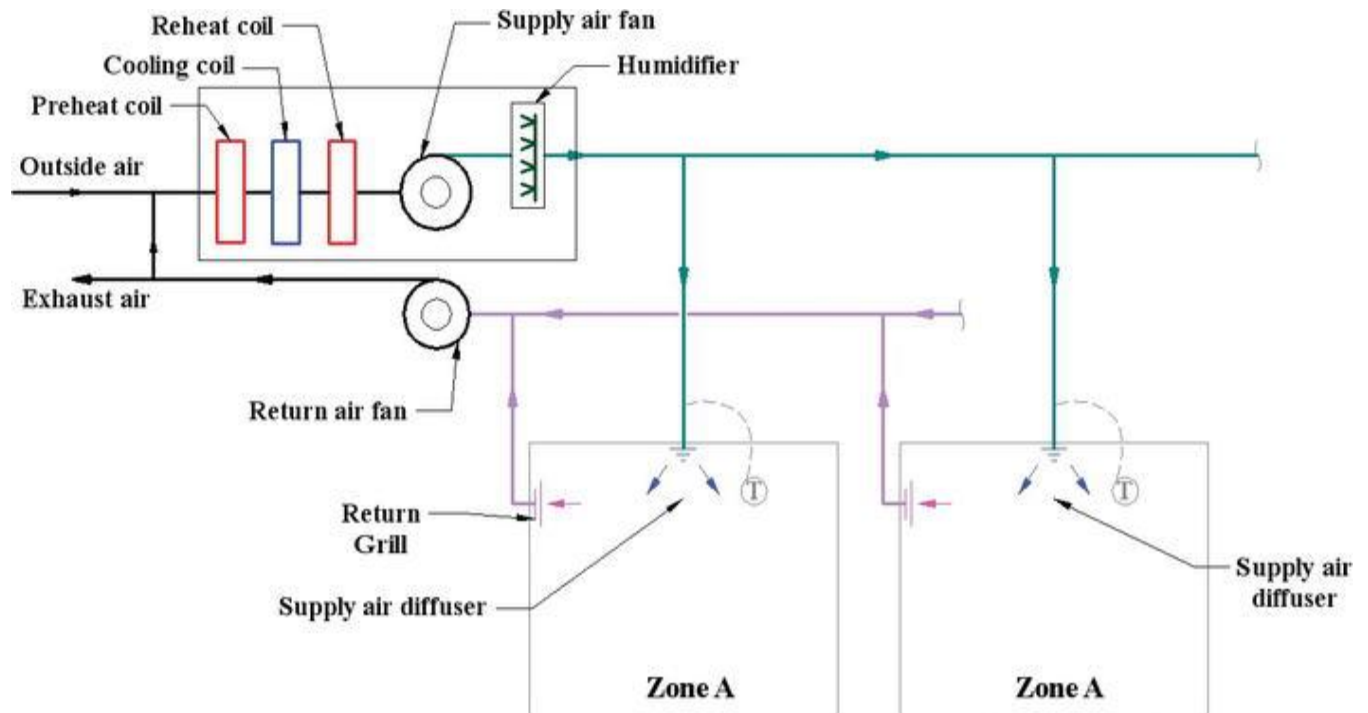 Reheat coil
Supply air fan
Cooling coil
Humidifier
Preheat coil
Outside air
Exhaust air
Return air fan
T
T
Return
Grill
Supply air
diffuser
Supply air diffuser
Zone A
Zone A